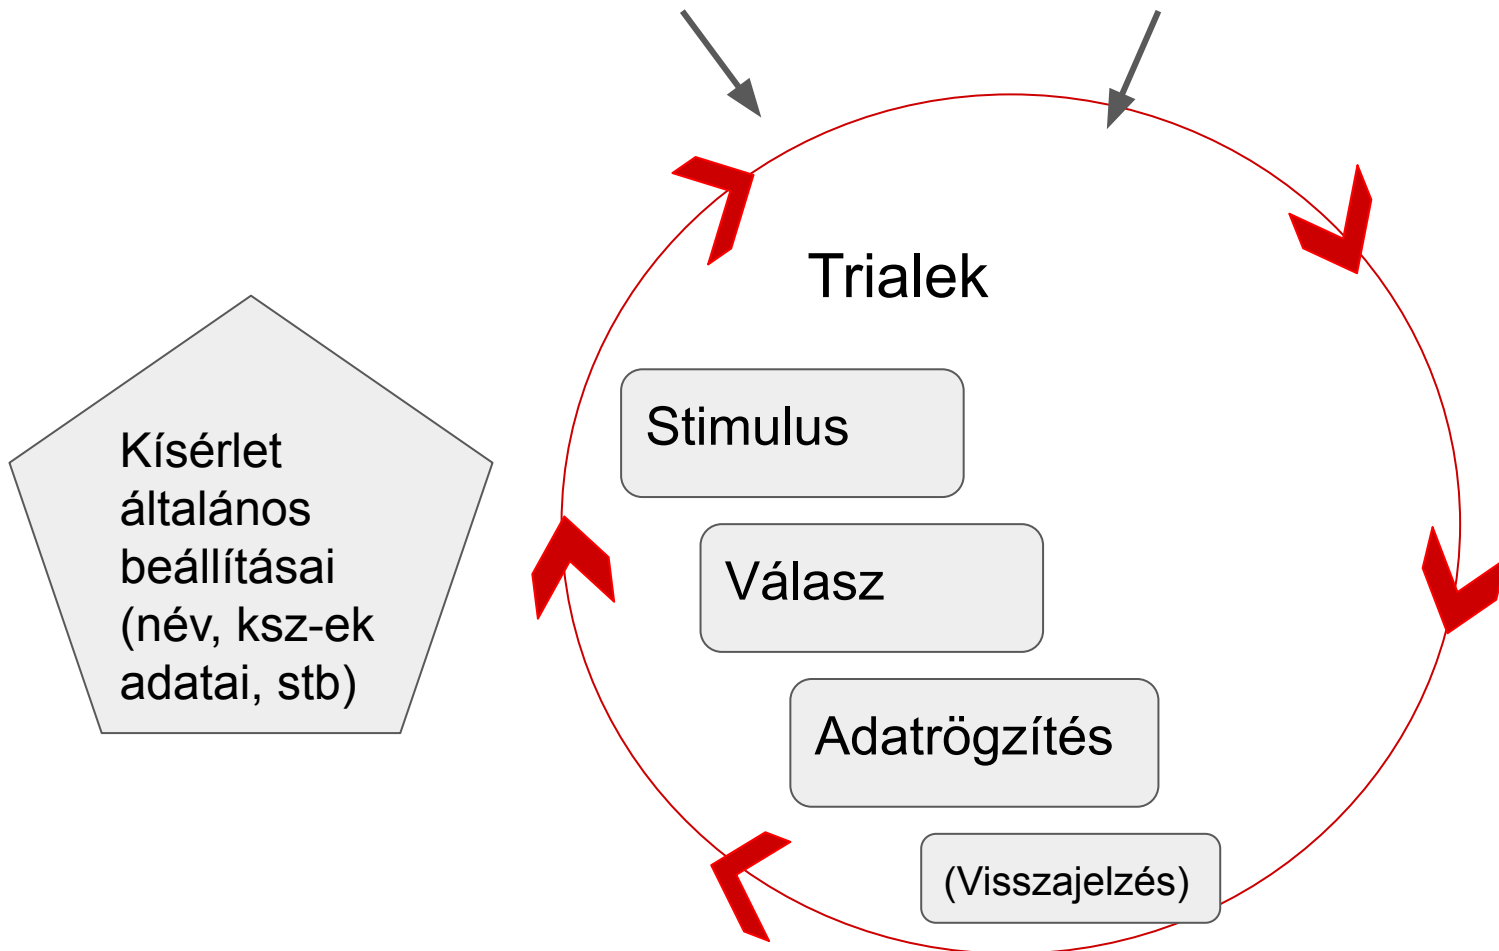 Trialek
Stimulus
Válasz
Adatrögzítés
(Visszajelzés)
Kísérlet
általános
beállításai
(név, ksz-ek
adatai, stb)